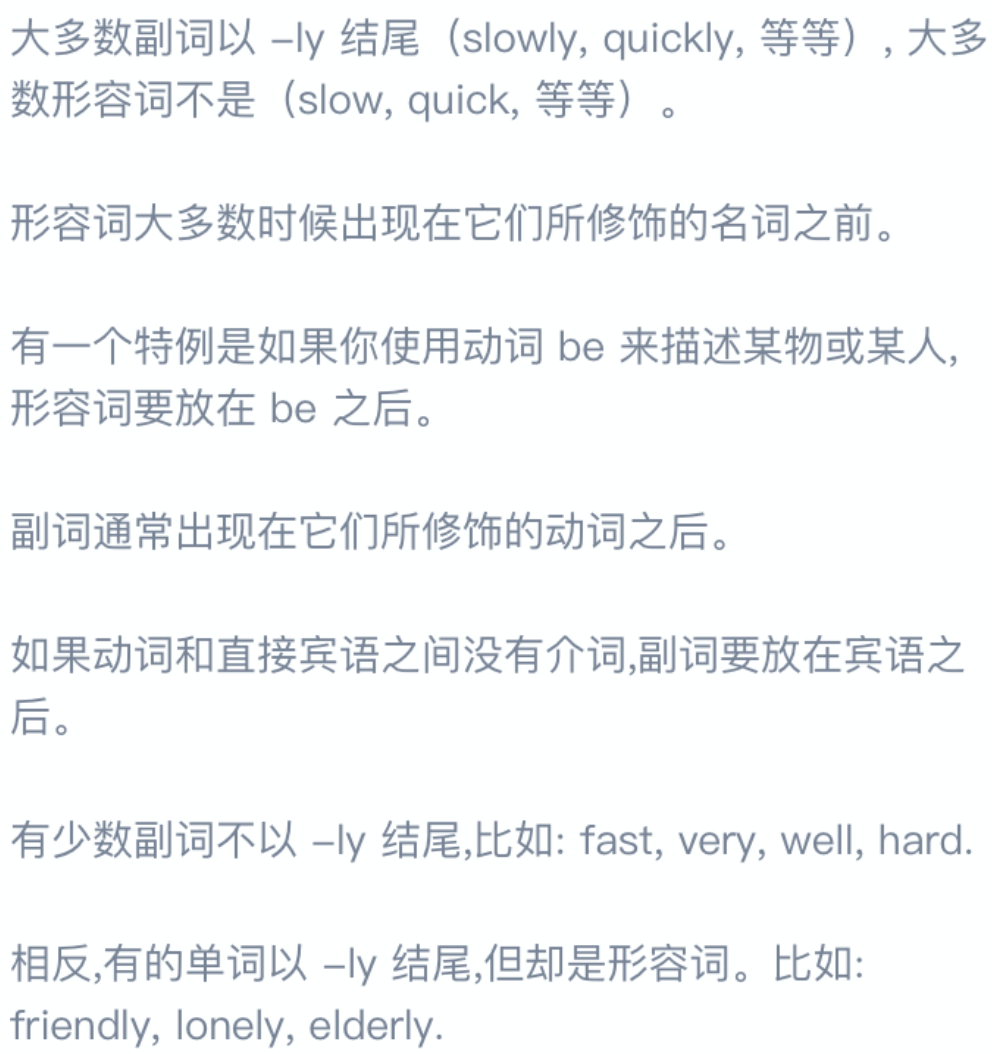 大多数副词以 –ly 结尾（slowly, quickly, 等等）, 大多
数形容词不是（slow, quick, 等等）。
形容词大多数时候出现在它们所修饰的名词之前。
有一个特例是如果你使用动词 be 来描述某物或某人,
形容词要放在 be 之后。
副词通常出现在它们所修饰的动词之后。
如果动词和直接宾语之间没有介词,副词要放在宾语之
后。
有少数副词不以 –ly 结尾,比如: fast, very, well, hard.
相反,有的单词以 –ly 结尾,但却是形容词。比如:
friendly, lonely, elderly.